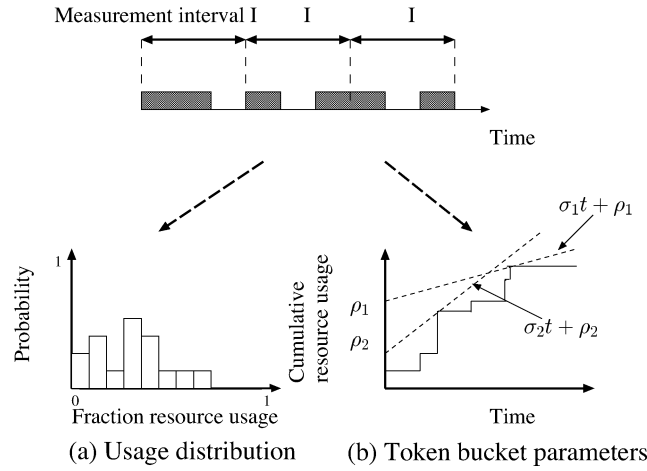 Measurement interval I I I
Time
σ₁t + ρ₁
1
Probability
0
1
Fraction resource usage
Cumulative
resource usage
ρ₁
ρ₂
σ₂t + ρ₂
Time
(a) Usage distribution
(b) Token bucket parameters